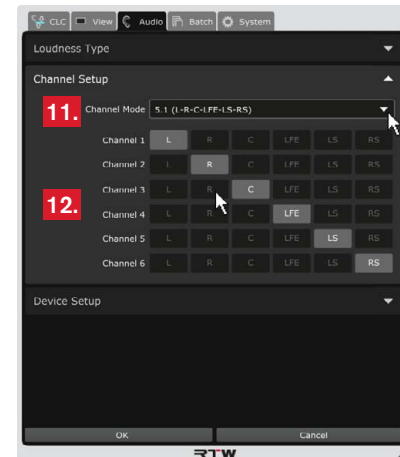 CLC View Audio Batch System
Loudness Type
Channel Setup
11. Channel Mode 5.1 (L-R-C-LFE-LS-RS)
Channel 1 L R C LFE LS RS
Channel 2 L R C LFE LS RS
12. Channel 3 L R C LFE LS RS
Channel 4 L R C LFE LS RS
Channel 5 L R C LFE LS RS
Channel 6 L R C LFE LS RS
Device Setup
OK Cancel
RTW